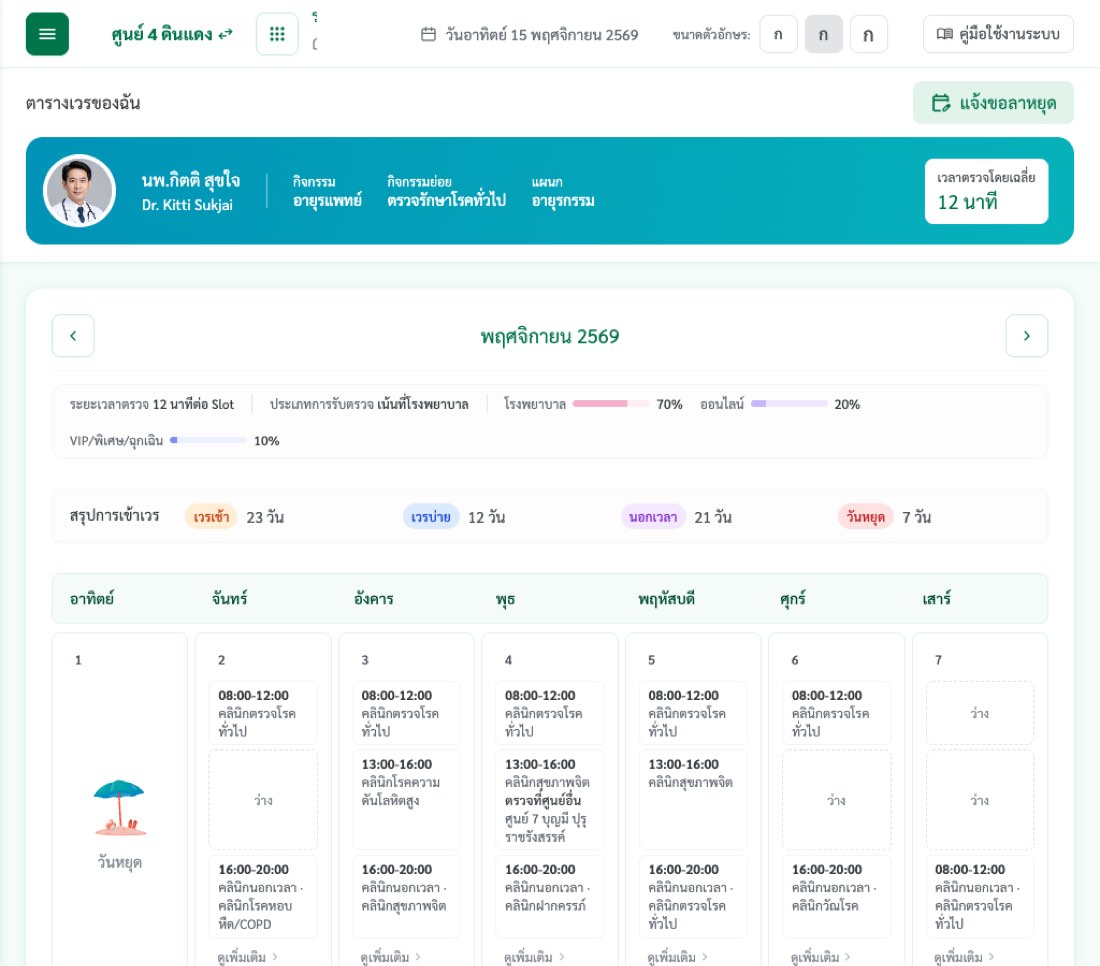 ศูนย์ 4 ดินแดง
วันอาทิตย์ 15 พฤศจิกายน 2569
ขนาดตัวอักษร:
ก
ก
ก
คู่มือใช้งานระบบ
ตารางเวรของฉัน
แจ้งขอลาหยุด
นพ.กิตติ สุขใจ
Dr. Kitti Sukjai
กิจกรรม
อายุรแพทย์
กิจกรรมย่อย
ตรวจรักษาโรคทั่วไป
แผนก
อายุรกรรม
เวลาตรวจโดยเฉลี่ย
12 นาที
พฤศจิกายน 2569
ระยะเวลาตรวจ 12 นาทีต่อ Slot
ประเภทการรับตรวจ เน้นที่โรงพยาบาล
โรงพยาบาล 70%
ออนไลน์ 20%
VIP/พิเศษ/ฉุกเฉิน 10%
สรุปการเข้าเวร
เวรเช้า 23 วัน
เวรบ่าย 12 วัน
นอกเวลา 21 วัน
วันหยุด 7 วัน
อาทิตย์ จันทร์ อังคาร พุธ พฤหัสบดี ศุกร์ เสาร์
1
วันหยุด
2
08:00-12:00
คลินิกตรวจโรค
ทั่วไป
ว่าง
16:00-20:00
คลินิกนอกเวลา ·
คลินิกโรคหอบ
หืด/COPD
ดูเพิ่มเติม
3
08:00-12:00
คลินิกตรวจโรค
ทั่วไป
13:00-16:00
คลินิกโรคความ
ดันโลหิตสูง
16:00-20:00
คลินิกนอกเวลา ·
คลินิกสุขภาพจิต
ดูเพิ่มเติม
4
08:00-12:00
คลินิกตรวจโรค
ทั่วไป
13:00-16:00
คลินิกสุขภาพจิต
ตรวจที่ศูนย์อื่น
ศูนย์ 7 บุญมี ปุรุ
ราชรังสรรค์
16:00-20:00
คลินิกนอกเวลา ·
คลินิกฝากครรภ์
ดูเพิ่มเติม
5
08:00-12:00
คลินิกตรวจโรค
ทั่วไป
13:00-16:00
คลินิกสุขภาพจิต
16:00-20:00
คลินิกนอกเวลา ·
คลินิกตรวจโรค
ทั่วไป
ดูเพิ่มเติม
6
08:00-12:00
คลินิกตรวจโรค
ทั่วไป
ว่าง
16:00-20:00
คลินิกนอกเวลา ·
คลินิกวัณโรค
ดูเพิ่มเติม
7
ว่าง
ว่าง
08:00-12:00
คลินิกนอกเวลา ·
คลินิกตรวจโรค
ทั่วไป
ดูเพิ่มเติม